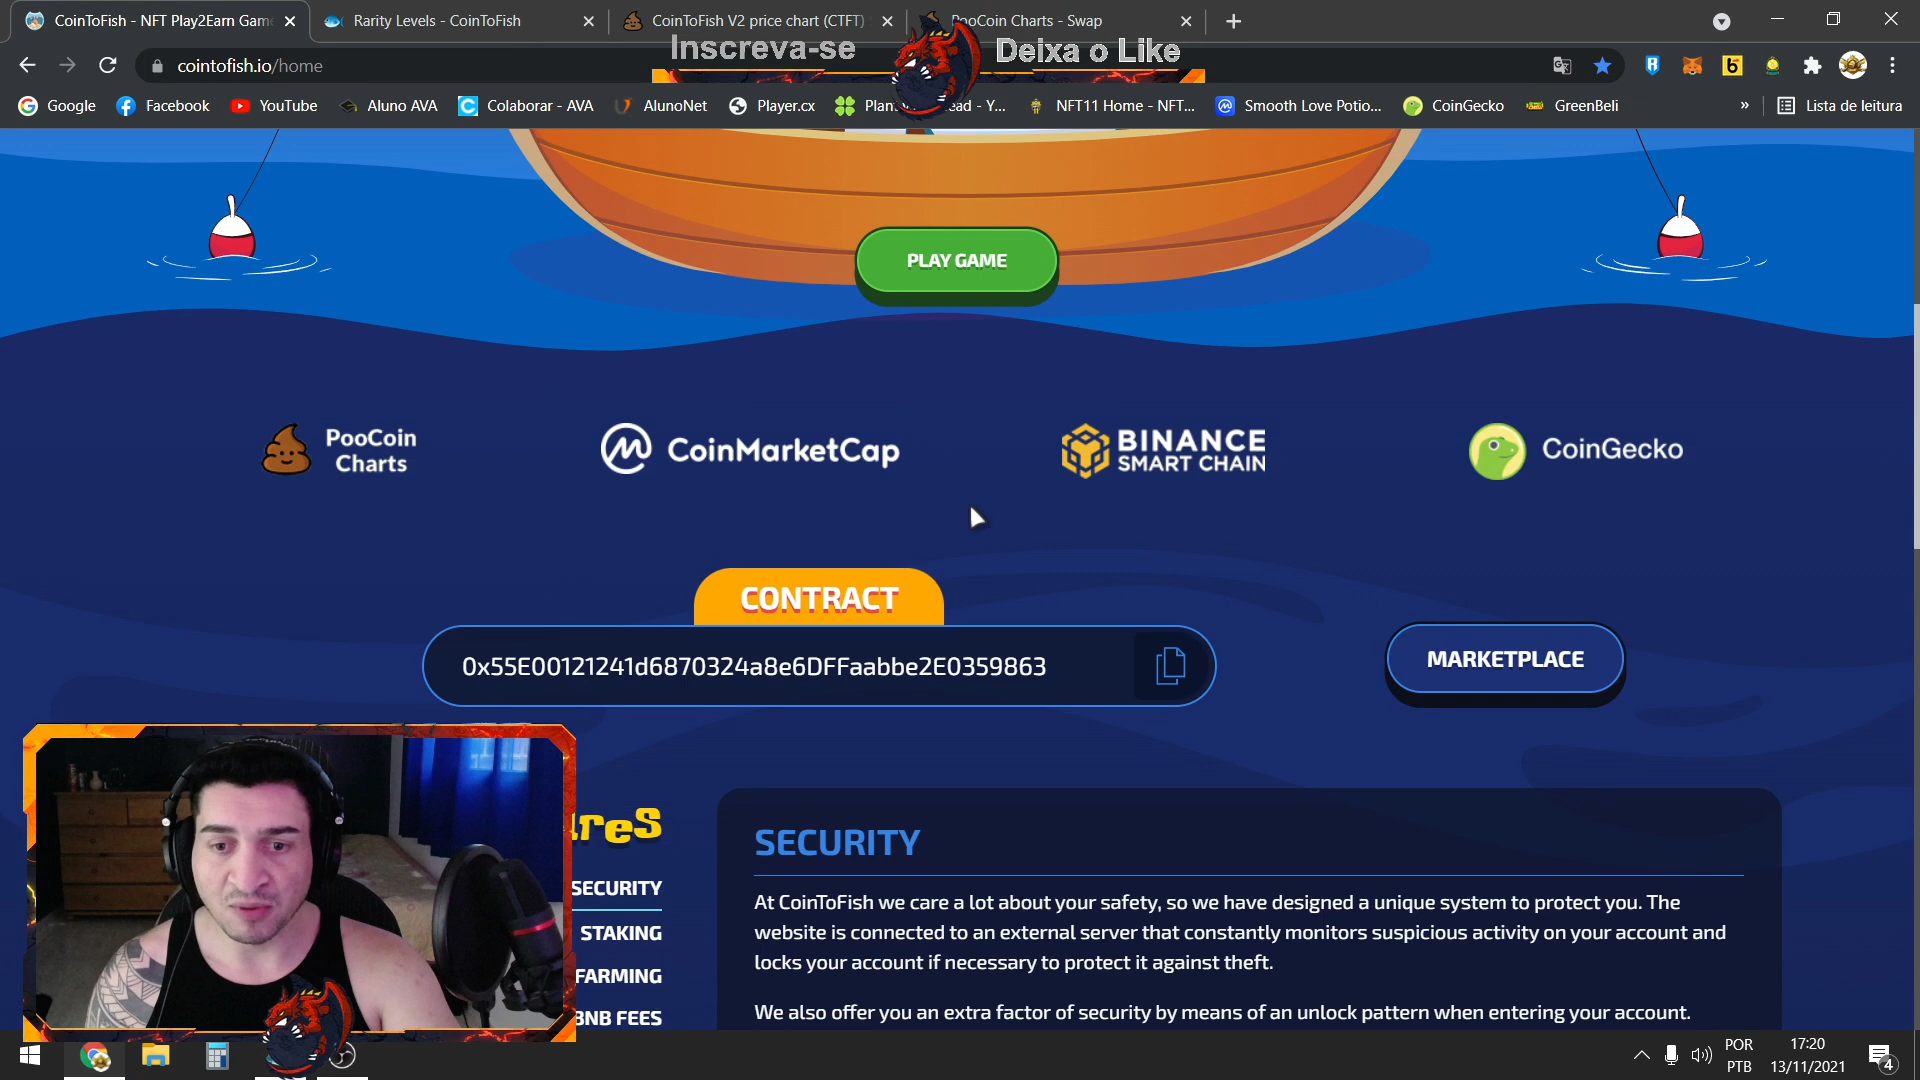 CoinToFish - NFT Play2Earn Game
Rarity Levels - CoinToFish
CoinToFish V2 price chart (CTFT)
PooCoin Charts - Swap
Inscreva-se
Deixa o Like
cointofish.io/home
Google
Facebook
YouTube
Aluno AVA
Colaborar - AVA
AlunoNet
Player.cx
NFT11 Home - NFT...
Smooth Love Potio...
CoinGecko
GreenBeli
»
Lista de leitura
PLAY GAME
PooCoin
Charts
CoinMarketCap
BINANCE
SMART CHAIN
CoinGecko
CONTRACT
0x55E00121241d6870324a8e6DFFaabbe2E0359863
MARKETPLACE
SECURITY
STAKING
FARMING
BNB FEES
SECURITY
At CoinToFish we care a lot about your safety, so we have designed a unique system to protect you. The
website is connected to an external server that constantly monitors suspicious activity on your account and
locks your account if necessary to protect it against theft.
We also offer you an extra factor of security by means of an unlock pattern when entering your account.
POR
PTB
17:20
13/11/2021
4